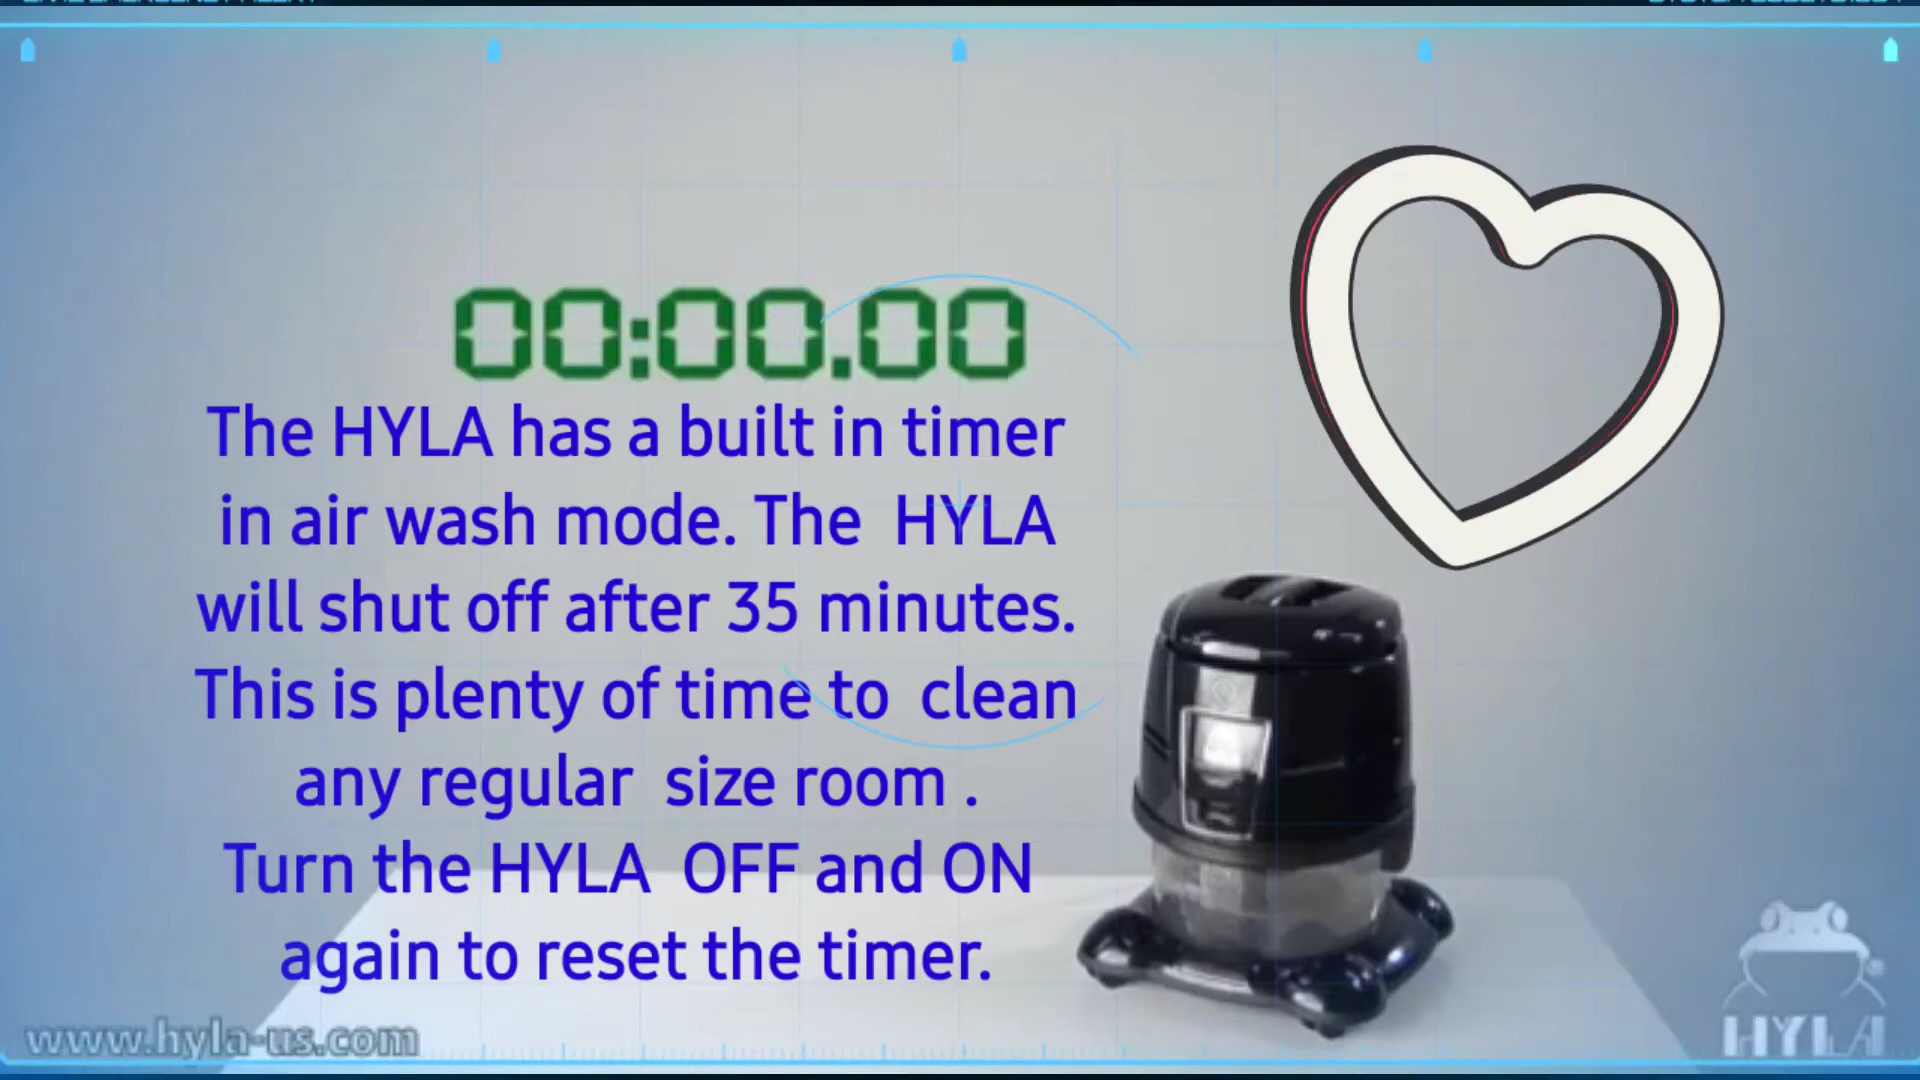 00:00.00
The HYLA has a built in timer
in air wash mode. The HYLA
will shut off after 35 minutes.
This is plenty of time to clean
any regular size room .
Turn the HYLA OFF and ON
again to reset the timer.
www.hyla-us.com
HYLA